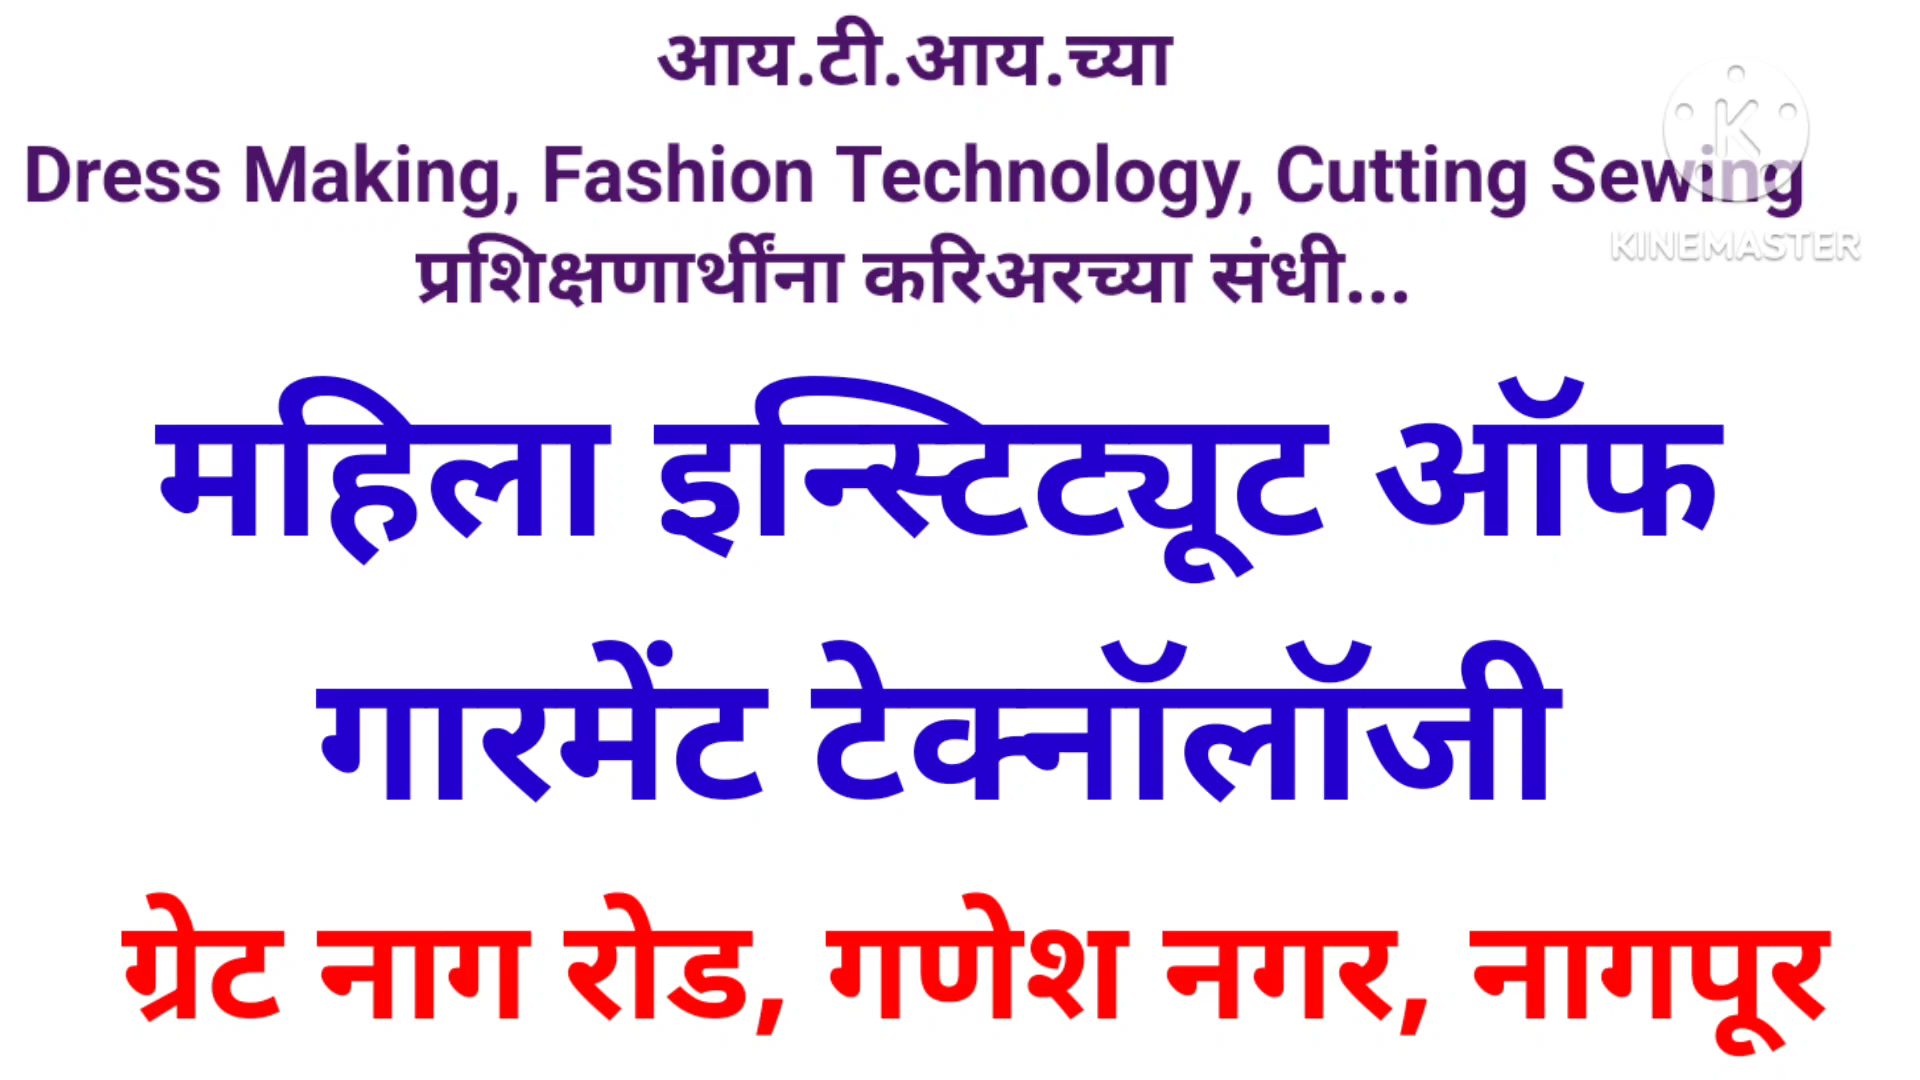 आय.टी.आय.च्या
Dress Making, Fashion Technology, Cutting Sewing
प्रशिक्षणार्थींना करिअरच्या संधी...
K
KINEMASTER
महिला इन्स्टिट्यूट ऑफ
गारमेंट टेक्नॉलॉजी
ग्रेट नाग रोड, गणेश नगर, नागपूर